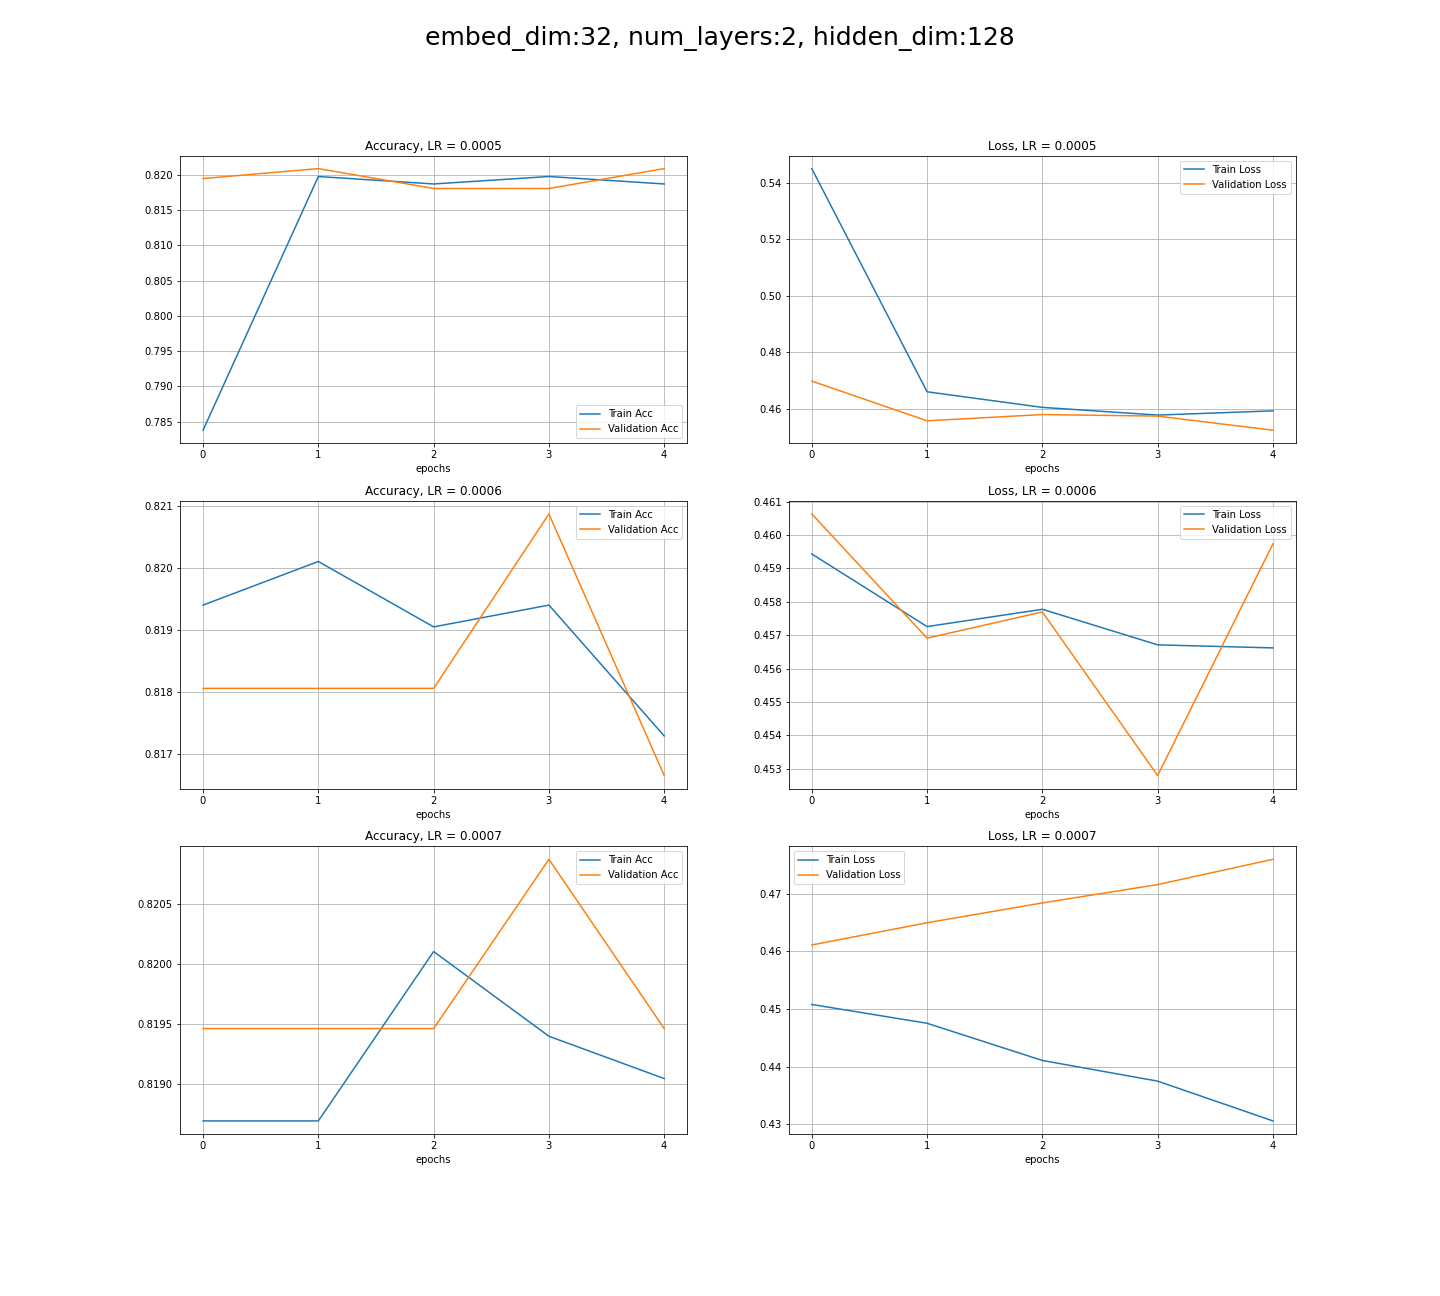 embed_dim:32, num_layers:2, hidden_dim:128
Accuracy, LR = 0.0005
0.820
0.815
0.810
0.805
0.800
0.795
0.790
0.785
Train Acc
Validation Acc
0 1 2 3 4
epochs
Loss, LR = 0.0005
0.54
0.52
0.50
0.48
0.46
Train Loss
Validation Loss
0 1 2 3 4
epochs
Accuracy, LR = 0.0006
0.821
0.820
0.819
0.818
0.817
Train Acc
Validation Acc
0 1 2 3 4
epochs
Loss, LR = 0.0006
0.461
0.460
0.459
0.458
0.457
0.456
0.455
0.454
0.453
Train Loss
Validation Loss
0 1 2 3 4
epochs
Accuracy, LR = 0.0007
0.8205
0.8200
0.8195
0.8190
Train Acc
Validation Acc
0 1 2 3 4
epochs
Loss, LR = 0.0007
0.47
0.46
0.45
0.44
0.43
Train Loss
Validation Loss
0 1 2 3 4
epochs